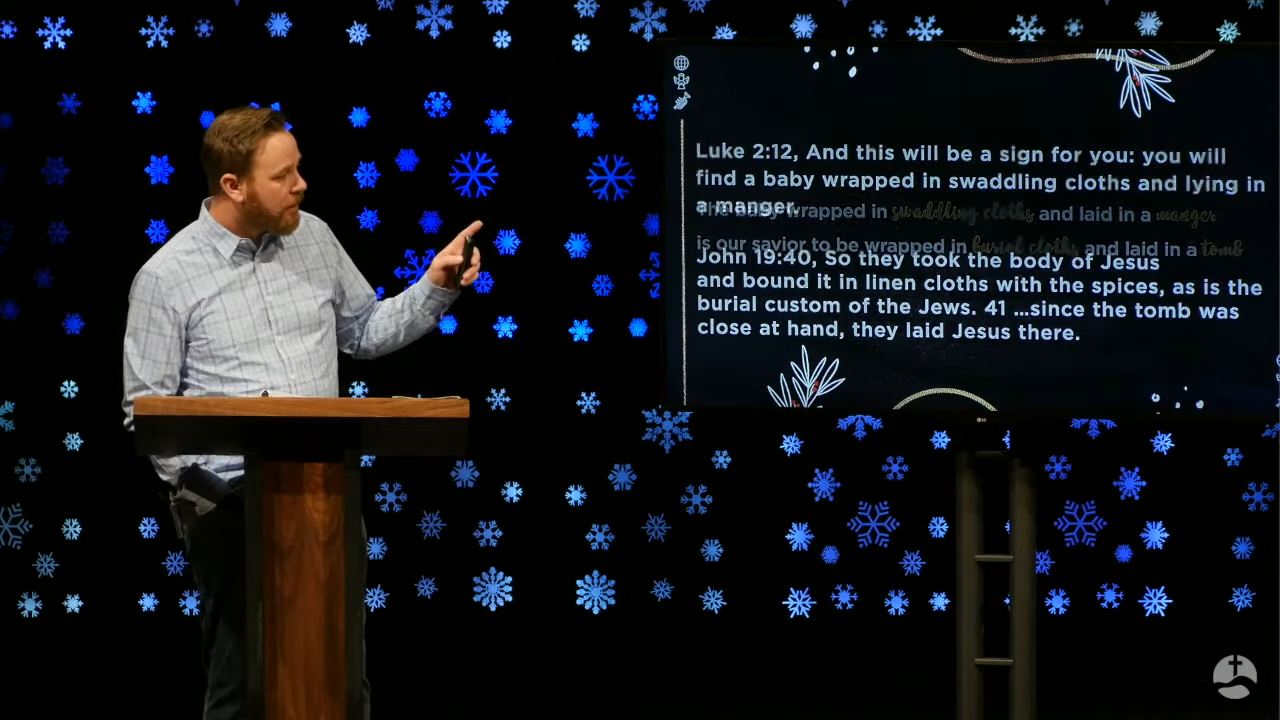 Luke 2:12, And this will be a sign for you: you will
find a baby wrapped in swaddling cloths and lying in
a manger.
The baby wrapped in swaddling cloths and laid in a manger
is our savior to be wrapped in burial cloths and laid in a tomb
John 19:40, So they took the body of Jesus
and bound it in linen cloths with the spices, as is the
burial custom of the Jews. 41 ...since the tomb was
close at hand, they laid Jesus there.